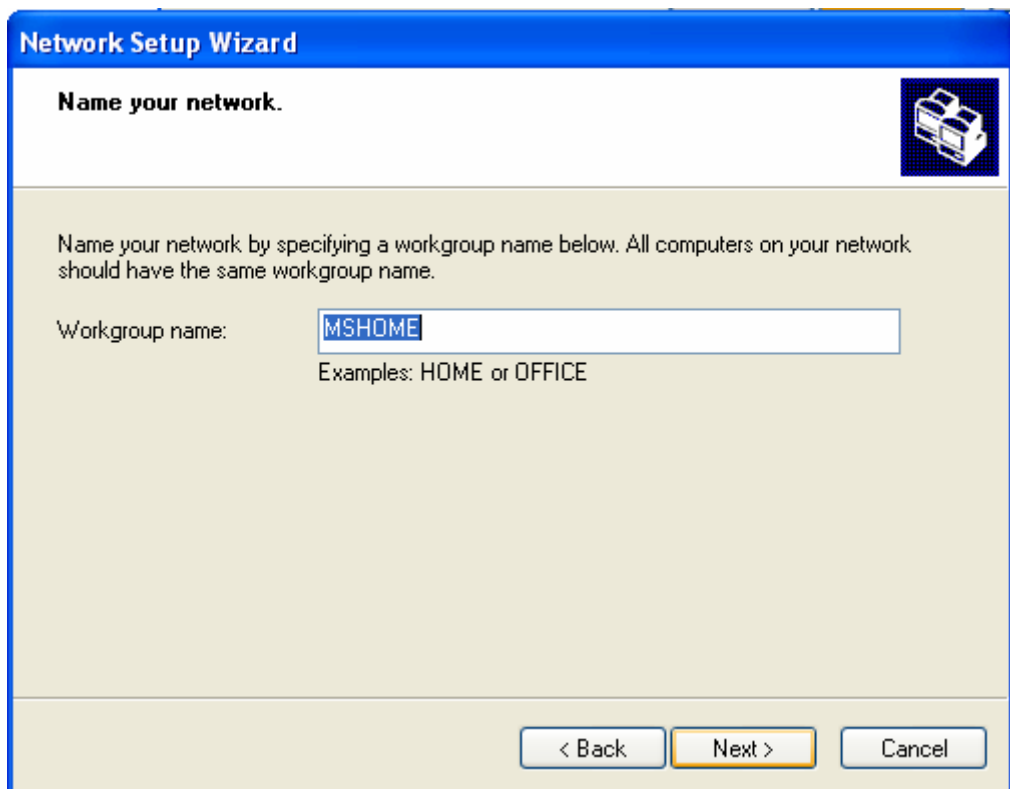 Network Setup Wizard
Name your network.
Name your network by specifying a workgroup name below. All computers on your network
should have the same workgroup name.
Workgroup name: MSHOME
Examples: HOME or OFFICE
< Back Next > Cancel